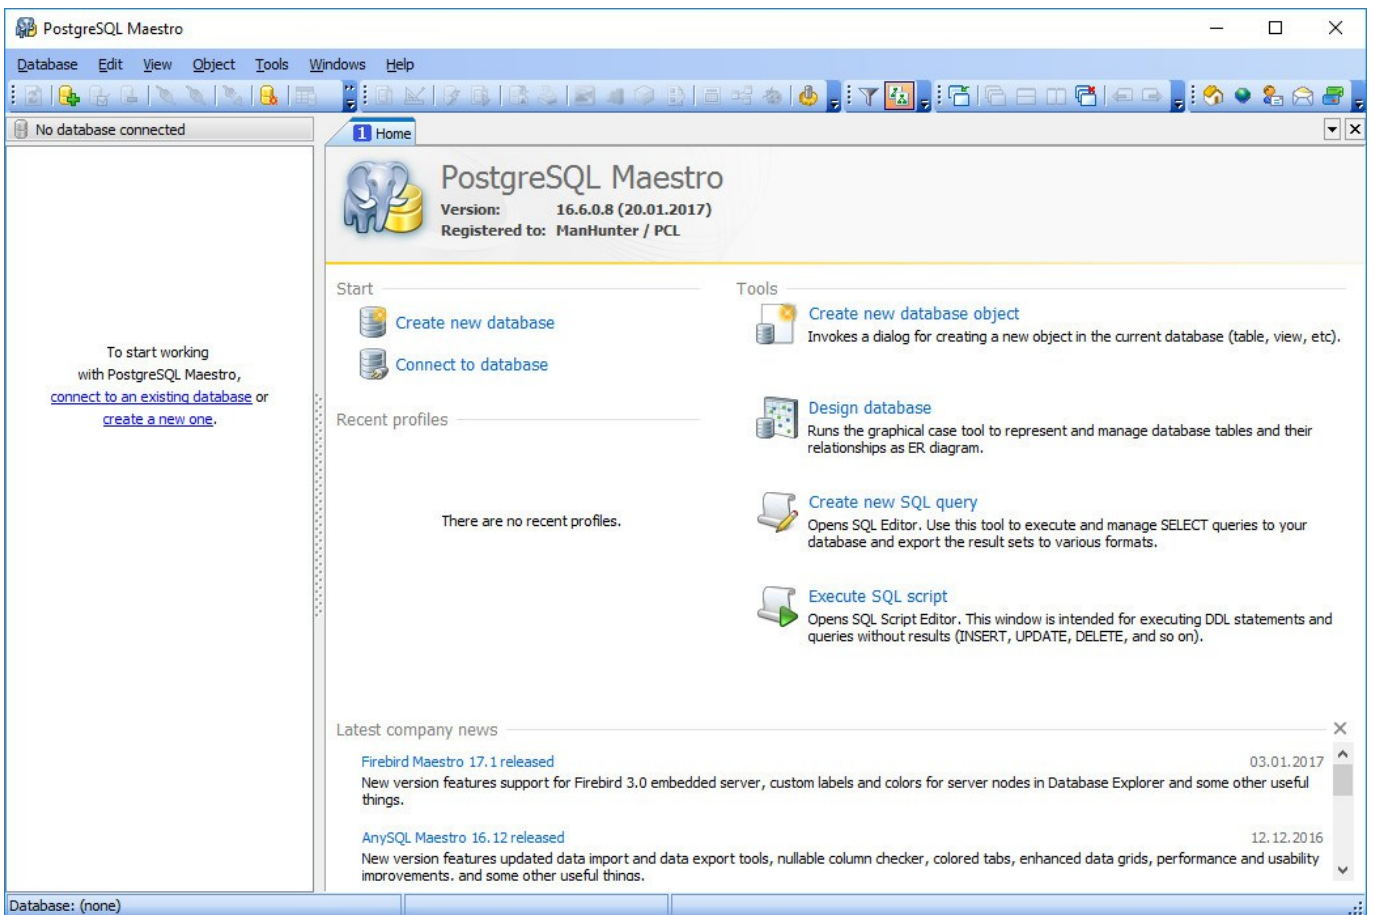 PostgreSQL Maestro
Database Edit View Object Tools Windows Help
No database connected
1 Home
PostgreSQL Maestro
Version: 16.6.0.8 (20.01.2017)
Registered to: ManHunter / PCL
Start
Create new database
Connect to database
Recent profiles
There are no recent profiles.
To start working
with PostgreSQL Maestro,
connect to an existing database or
create a new one.
Tools
Create new database object
Invokes a dialog for creating a new object in the current database (table, view, etc).
Design database
Runs the graphical case tool to represent and manage database tables and their
relationships as ER diagram.
Create new SQL query
Opens SQL Editor. Use this tool to execute and manage SELECT queries to your
database and export the result sets to various formats.
Execute SQL script
Opens SQL Script Editor. This window is intended for executing DDL statements and
queries without results (INSERT, UPDATE, DELETE, and so on).
Latest company news
Firebird Maestro 17.1 released 03.01.2017
New version features support for Firebird 3.0 embedded server, custom labels and colors for server nodes in Database Explorer and some other useful
things.
AnySQL Maestro 16.12 released 12.12.2016
New version features updated data import and data export tools, nullable column checker, colored tabs, enhanced data grids, performance and usability
improvements, and some other useful things.
Database: (none)